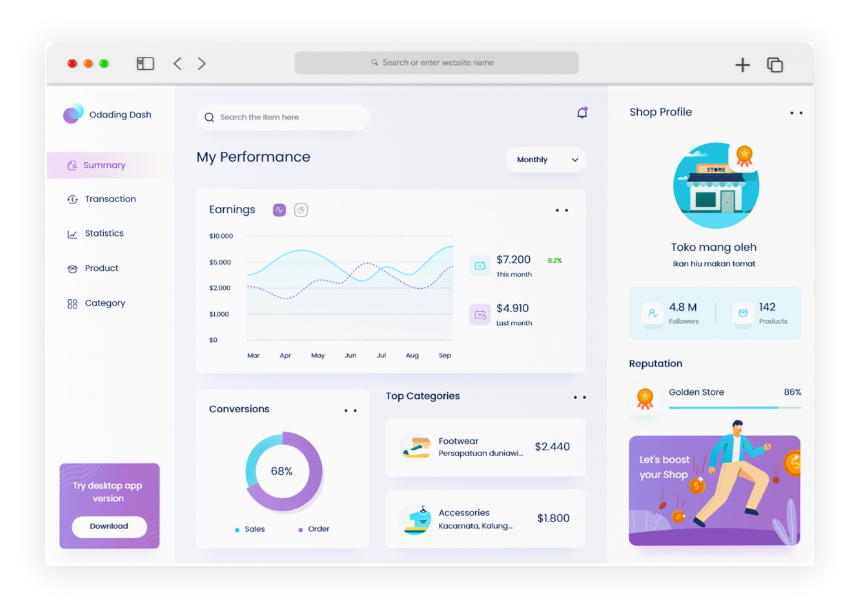 Search or enter website name
Odading Dash
Summary
Transaction
Statistics
Product
Category
Try desktop app
version
Download
Search the item here
My Performance
Monthly
Earnings
$10.000
$5,000
$2,000
$1,000
$0
Mar Apr May Jun Jul Aug Sep
$7.200 8.2%
This month
$4.910
Last month
Conversions
68%
Sales Order
Top Categories
Footwear
Persapatuan duniawi...
$2.440
Accessories
Kacamata, Kalung...
$1.800
Shop Profile
STORE
Toko mang oleh
Ikan hiu makan tomat
4.8 M
Followers
142
Products
Reputation
Golden Store 86%
Let's boost
your Shop